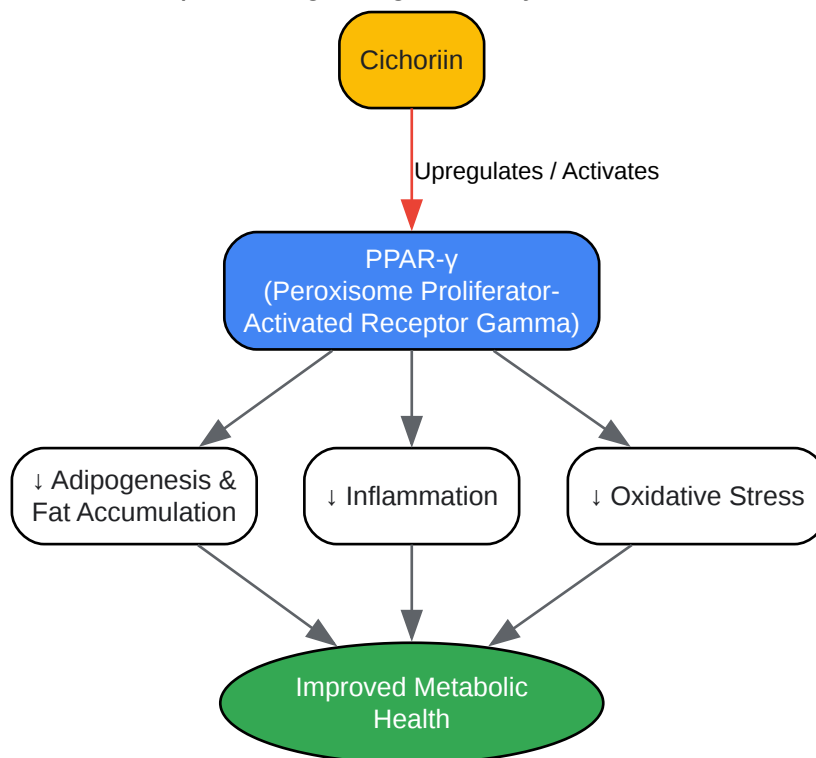 Cichoriin
Upregulates / Activates
PPAR-γ
(Peroxisome Proliferator-
Activated Receptor Gamma)
↓ Adipogenesis &
Fat Accumulation
↓ Inflammation
↓ Oxidative Stress
Improved Metabolic
Health